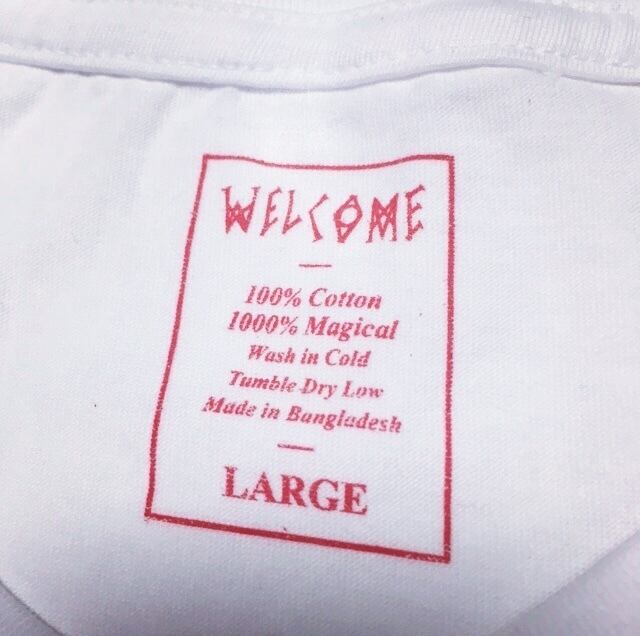 WELCOME
100% Cotton
1000% Magical
Wash in Cold
Tumble Dry Low
Made in Bangladesh
LARGE